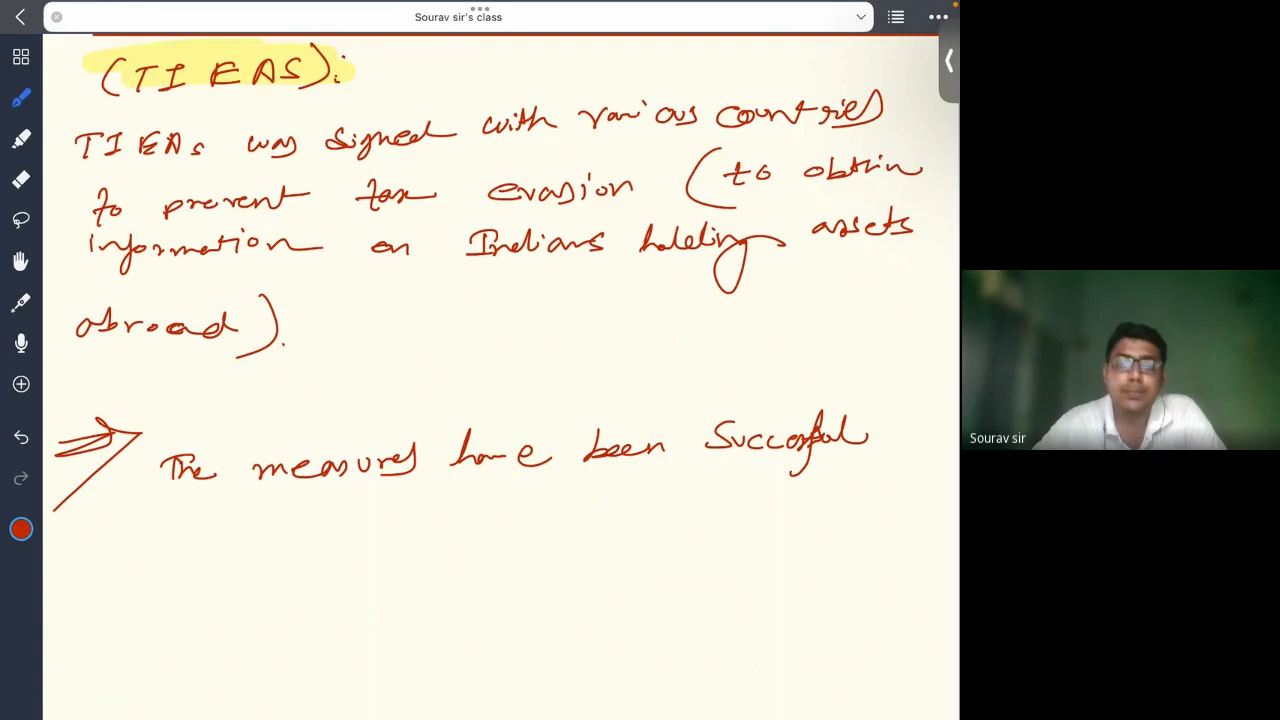 Sourav sir's class
(TIEAS):
TIEAs was signed with various countries
to prevent tax evasion (to obtain
information on Indians holding assets
abroad).
The measures have been Successful
Sourav sir